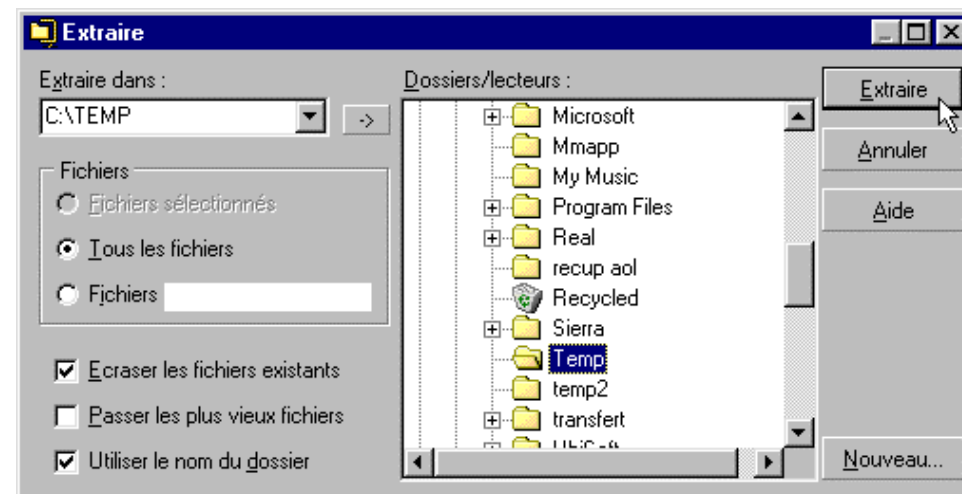 Extraire
Extraire dans :
C:\TEMP
->
Fichiers
Fichiers sélectionnés
Tous les fichiers
Fichiers
Ecraser les fichiers existants
Passer les plus vieux fichiers
Utiliser le nom du dossier
Dossiers/lecteurs :
Microsoft
Mmapp
My Music
Program Files
Real
recup aol
Recycled
Sierra
Temp
temp2
transfert
UbiSoft
Extraire
Annuler
Aide
Nouveau...